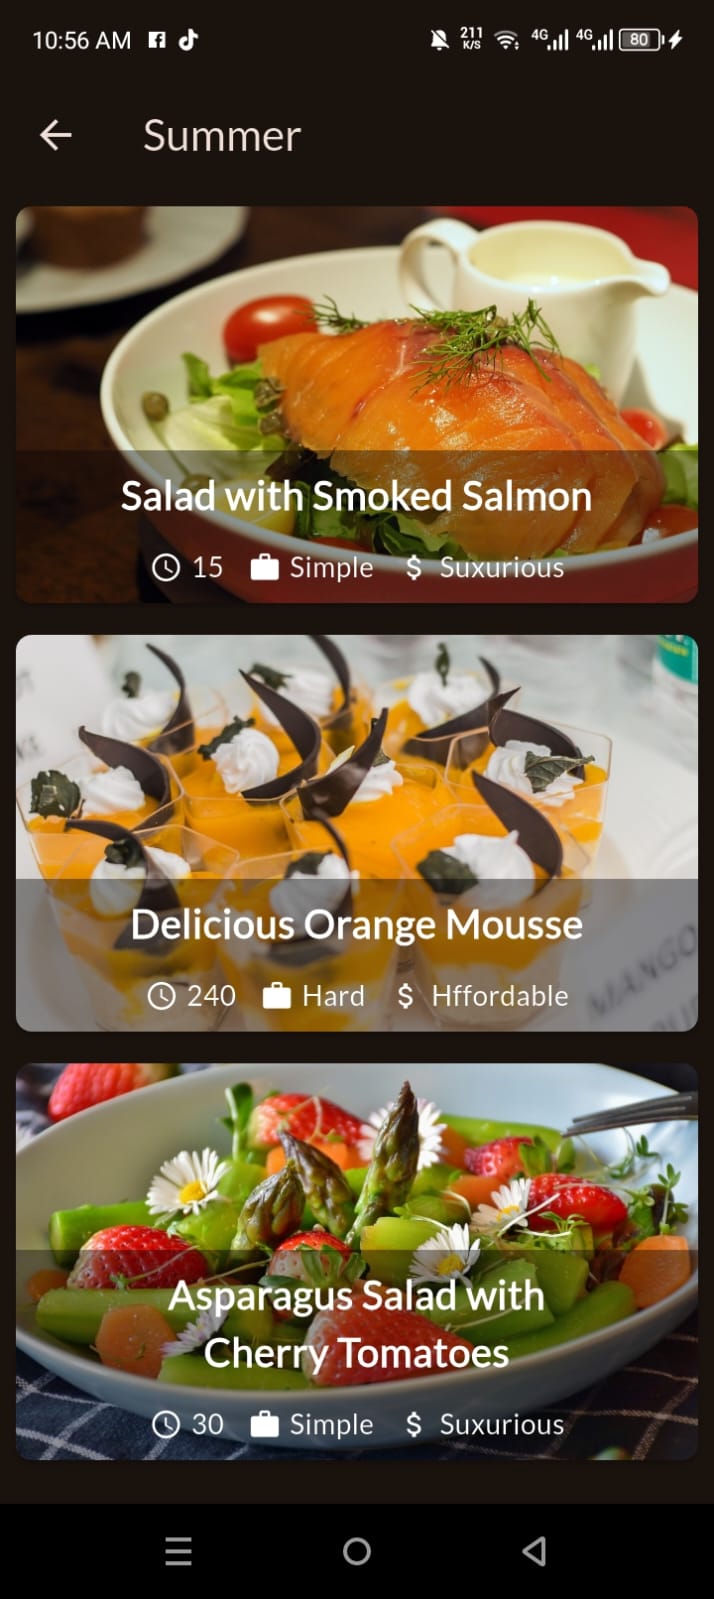 10:56 AM
211
K/S
4G
4G
80
Summer
Salad with Smoked Salmon
15 Simple $ Suxurious
Delicious Orange Mousse
240 Hard $ Hffordable
MANGO
Asparagus Salad with
Cherry Tomatoes
30 Simple $ Suxurious